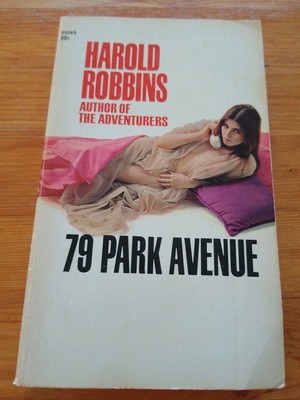 HAROLD
ROBBINS
AUTHOR OF
THE ADVENTURERS
79 PARK AVENUE